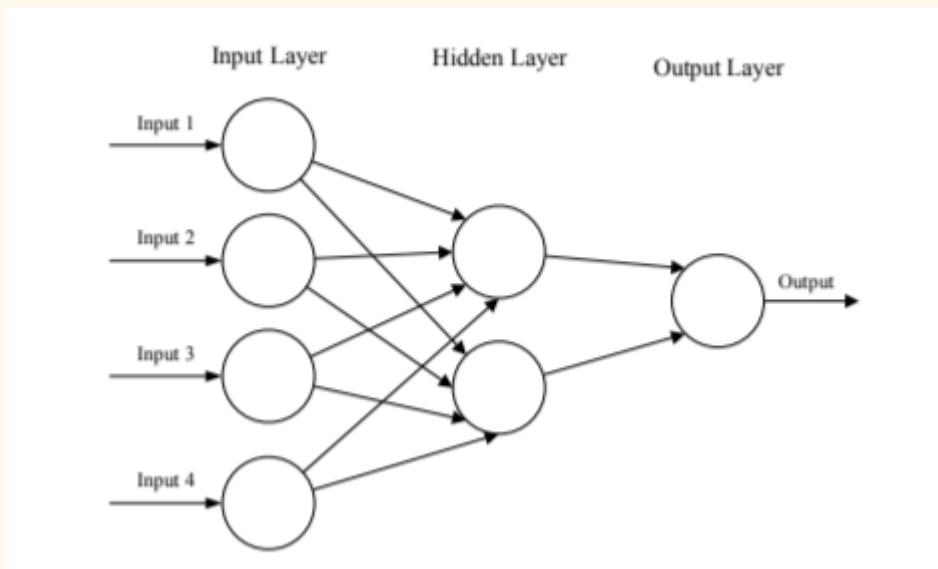 Input Layer
Hidden Layer
Output Layer
Input 1
Input 2
Input 3
Input 4
Output